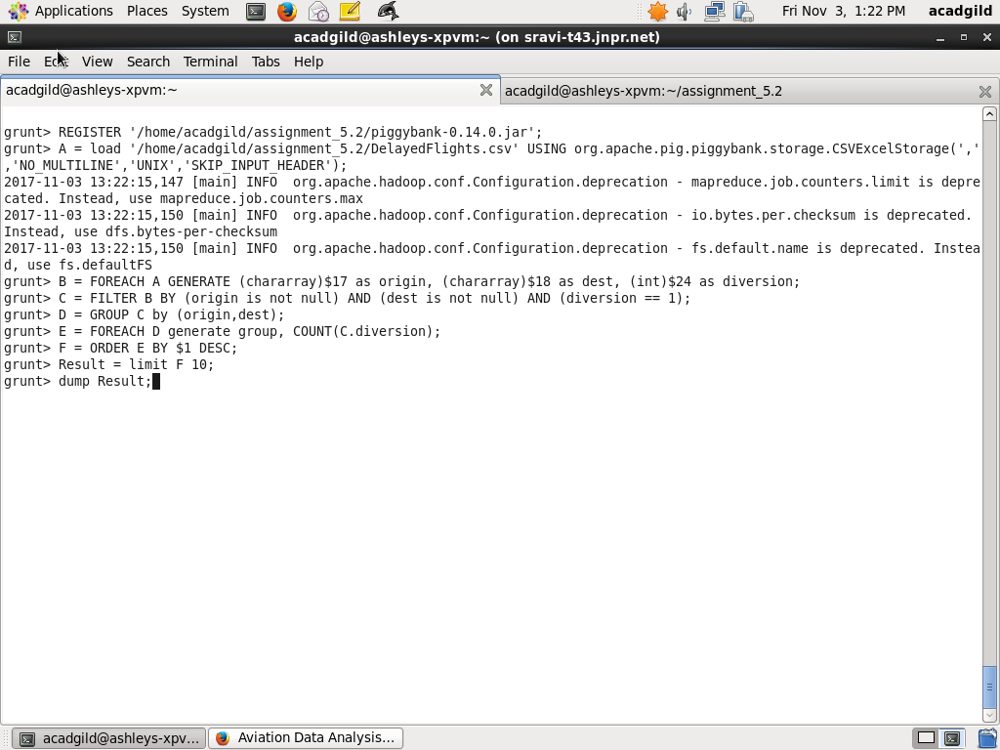 Applications Places System Fri Nov 3, 1:22 PM acadgild
acadgild@ashleys-xpvm:~ (on sravi-t43.jnpr.net)
File Edit View Search Terminal Tabs Help
acadgild@ashleys-xpvm:~ acadgild@ashleys-xpvm:~/assignment_5.2
grunt> REGISTER '/home/acadgild/assignment_5.2/piggybank-0.14.0.jar';
grunt> A = load '/home/acadgild/assignment_5.2/DelayedFlights.csv' USING org.apache.pig.piggybank.storage.CSVExcelStorage(','
,'NO_MULTILINE','UNIX','SKIP_INPUT_HEADER');
2017-11-03 13:22:15,147 [main] INFO  org.apache.hadoop.conf.Configuration.deprecation - mapreduce.job.counters.limit is depre
cated. Instead, use mapreduce.job.counters.max
2017-11-03 13:22:15,150 [main] INFO  org.apache.hadoop.conf.Configuration.deprecation - io.bytes.per.checksum is deprecated.
Instead, use dfs.bytes-per-checksum
2017-11-03 13:22:15,150 [main] INFO  org.apache.hadoop.conf.Configuration.deprecation - fs.default.name is deprecated. Instea
d, use fs.defaultFS
grunt> B = FOREACH A GENERATE (chararray)$17 as origin, (chararray)$18 as dest, (int)$24 as diversion;
grunt> C = FILTER B BY (origin is not null) AND (dest is not null) AND (diversion == 1);
grunt> D = GROUP C by (origin,dest);
grunt> E = FOREACH D generate group, COUNT(C.diversion);
grunt> F = ORDER E BY $1 DESC;
grunt> Result = limit F 10;
grunt> dump Result;
acadgild@ashleys-xpv... Aviation Data Analysis...